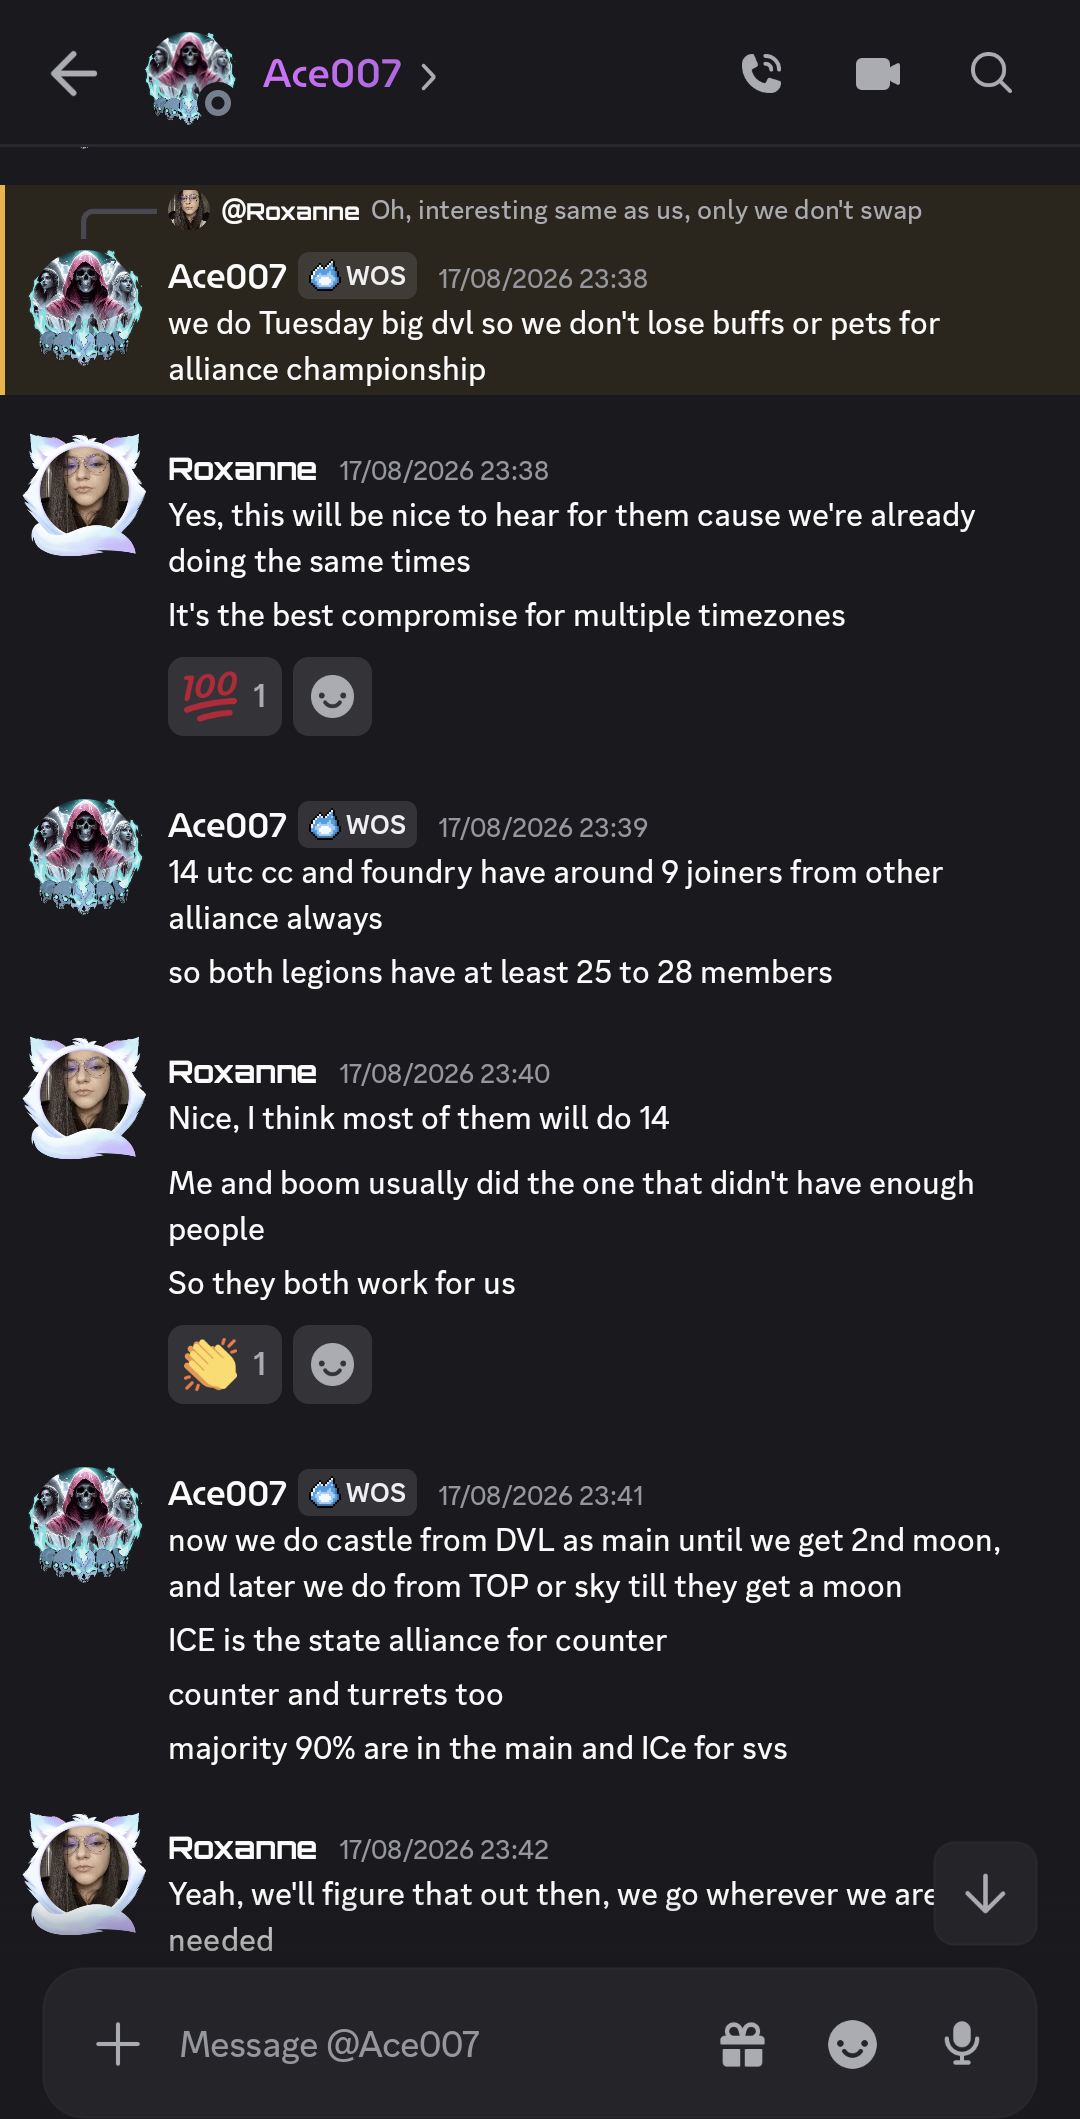 Ace007
@Roxanne Oh, interesting same as us, only we don't swap
Ace007 WOS 17/08/2026 23:38
we do Tuesday big dvl so we don't lose buffs or pets for
alliance championship
Roxanne 17/08/2026 23:38
Yes, this will be nice to hear for them cause we're already
doing the same times
It's the best compromise for multiple timezones
100 1
Ace007 WOS 17/08/2026 23:39
14 utc cc and foundry have around 9 joiners from other
alliance always
so both legions have at least 25 to 28 members
Roxanne 17/08/2026 23:40
Nice, I think most of them will do 14
Me and boom usually did the one that didn't have enough
people
So they both work for us
1
Ace007 WOS 17/08/2026 23:41
now we do castle from DVL as main until we get 2nd moon,
and later we do from TOP or sky till they get a moon
ICE is the state alliance for counter
counter and turrets too
majority 90% are in the main and ICe for svs
Roxanne 17/08/2026 23:42
Yeah, we'll figure that out then, we go wherever we are
needed
Message @Ace007